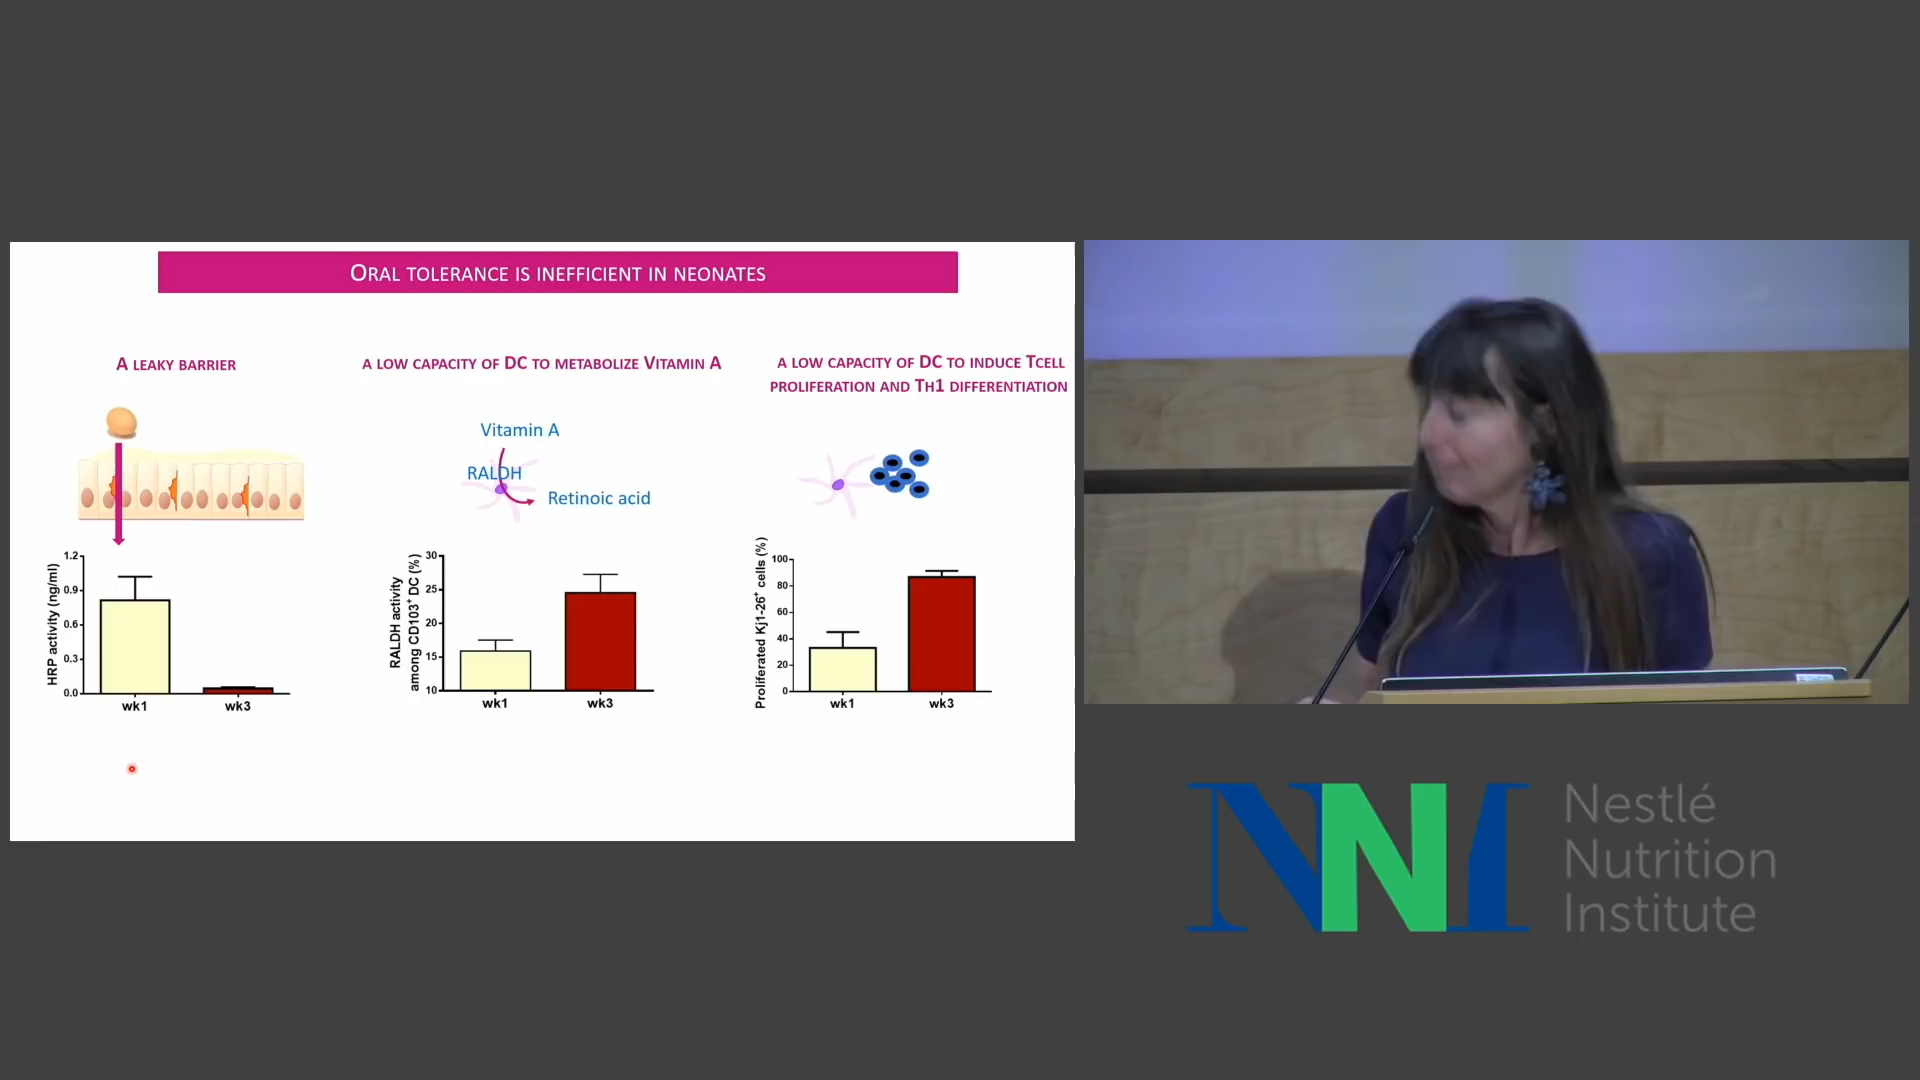 ORAL TOLERANCE IS INEFFICIENT IN NEONATES
A LEAKY BARRIER
A LOW CAPACITY OF DC TO METABOLIZE VITAMIN A
A LOW CAPACITY OF DC TO INDUCE TCELL
PROLIFERATION AND TH1 DIFFERENTIATION
Vitamin A
RALDH
Retinoic acid
HRP activity (ng/ml)
1.2
0.9
0.6
0.3
0.0
wk1
wk3
RALDH activity
among CD103+ DC (%)
30
25
20
15
10
wk1
wk3
Proliferated Kj1-26+ cells (%)
100
80
60
40
20
0
wk1
wk3
NNI
Nestlé
Nutrition
Institute